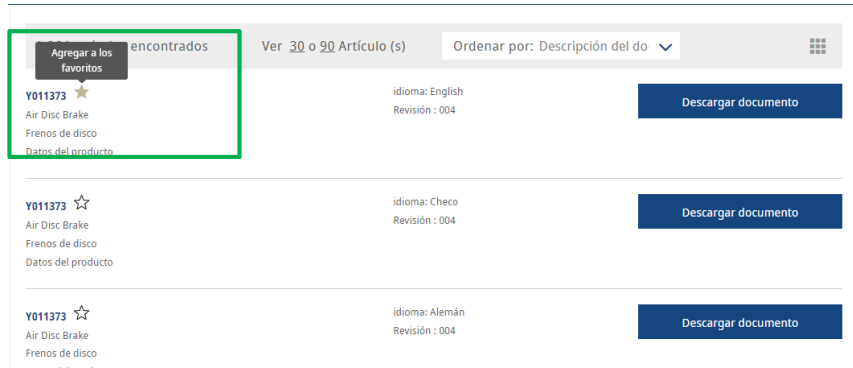 encontrados Ver 30 o 90 Artículo (s) Ordenar por: Descripción del do
Agregar a los
favoritos
Y011373
Air Disc Brake
Frenos de disco
Datos del producto
idioma: English
Revisión : 004
Descargar documento
Y011373
Air Disc Brake
Frenos de disco
Datos del producto
idioma: Checo
Revisión : 004
Descargar documento
Y011373
Air Disc Brake
Frenos de disco
idioma: Alemán
Revisión : 004
Descargar documento